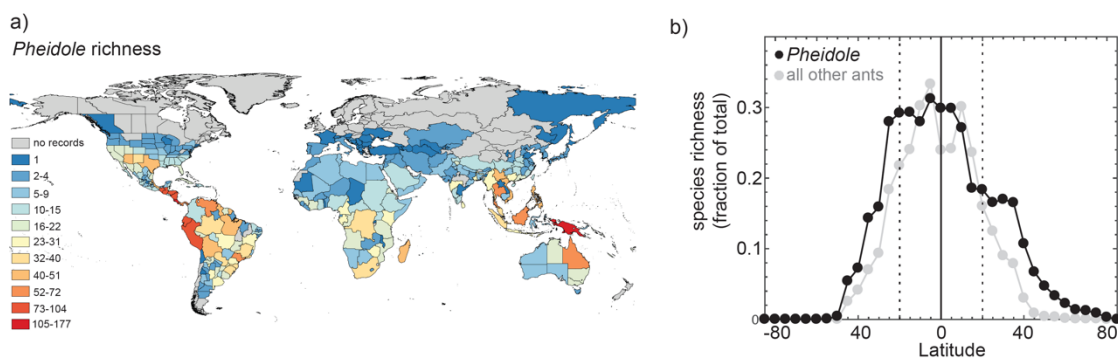 a)
Pheidole richness
no records
1
2-4
5-9
10-15
16-22
23-31
32-40
40-51
52-72
73-104
105-177
b)
Pheidole
all other ants
species richness
(fraction of total)
0.3
0.2
0.1
0
-80 40 0 40 80
Latitude